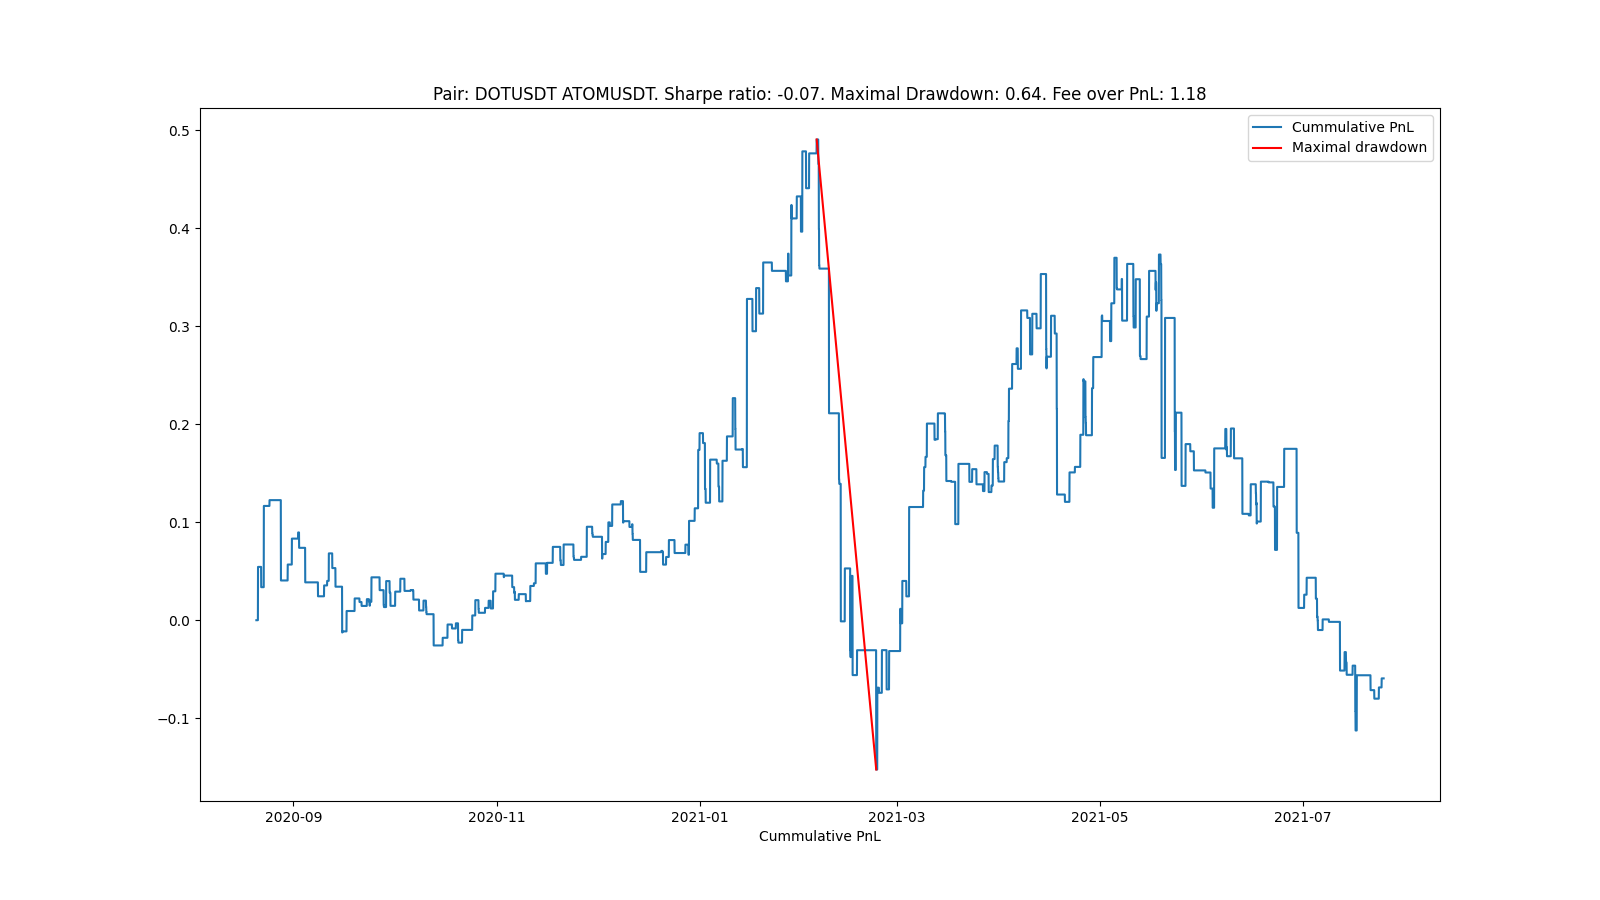 Pair: DOTUSDT ATOMUSDT. Sharpe ratio: -0.07. Maximal Drawdown: 0.64. Fee over PnL: 1.18
Cummulative PnL
Maximal drawdown
0.5
0.4
0.3
0.2
0.1
0.0
−0.1
2020-09 2020-11 2021-01 2021-03 2021-05 2021-07
Cummulative PnL